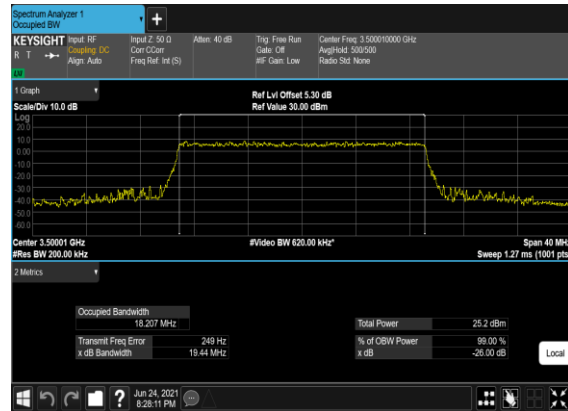 Spectrum Analyzer 1
Occupied BW
+
KEYSIGHT Input: RF Input Z: 50 Ω Atten: 40 dB Trig: Free Run Center Freq: 3.500010000 GHz
R T Coupling: DC Corr CCorr Gate: Off Avg|Hold: 500/500
Align: Auto Freq Ref: Int (S) #IF Gain: Low Radio Std: None
LU
1 Graph
Ref Lvl Offset 5.30 dB
Scale/Div 10.0 dB Ref Value 30.00 dBm
Log
20.0
10.0
0.00
-10.0
-20.0
-30.0
-40.0
-50.0
-60.0
Center 3.50001 GHz #Video BW 620.00 kHz* Span 40 MHz
#Res BW 200.00 kHz Sweep 1.27 ms (1001 pts)
2 Metrics
Occupied Bandwidth
18.207 MHz Total Power 25.2 dBm
Transmit Freq Error 249 Hz % of OBW Power 99.00 %
x dB Bandwidth 19.44 MHz x dB -26.00 dB
Local
? Jun 24, 2021
8:28:11 PM